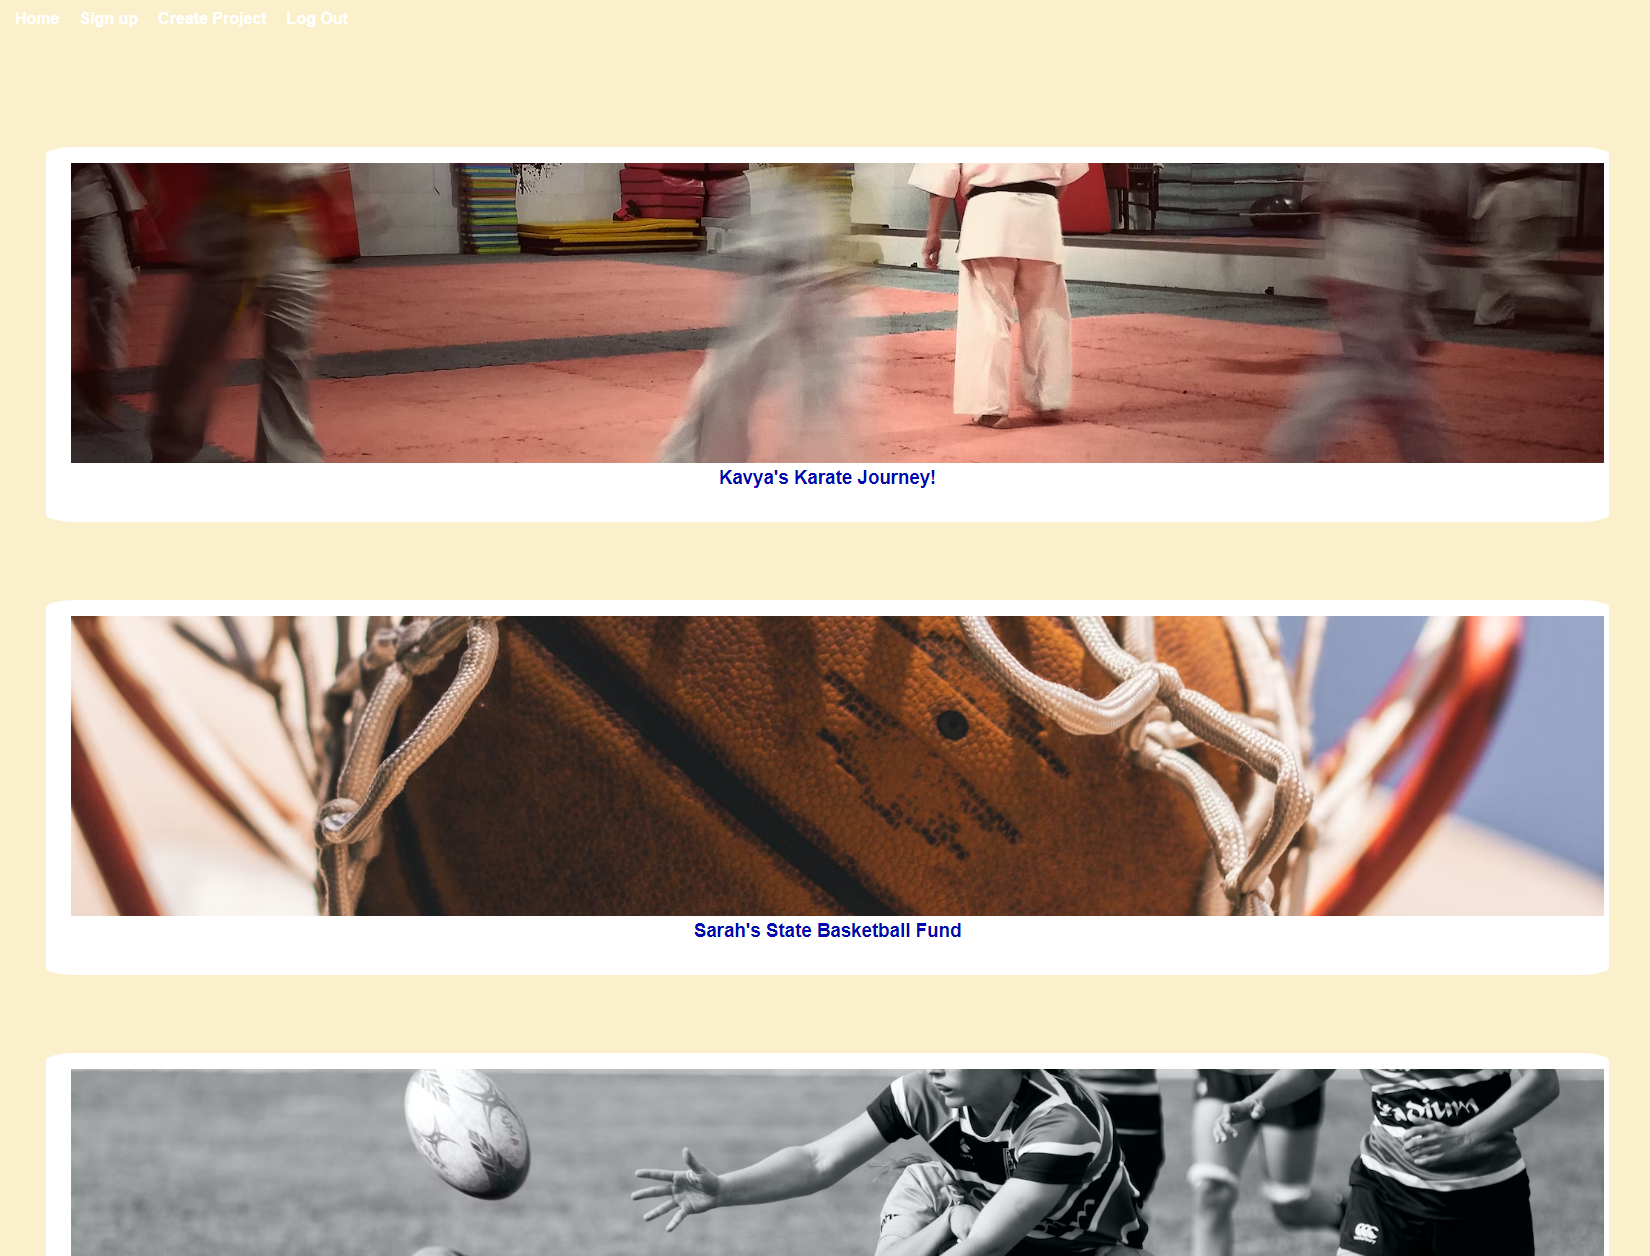 Home Sign up Create Project Log Out
Kavya's Karate Journey!
Sarah's State Basketball Fund
Stadium